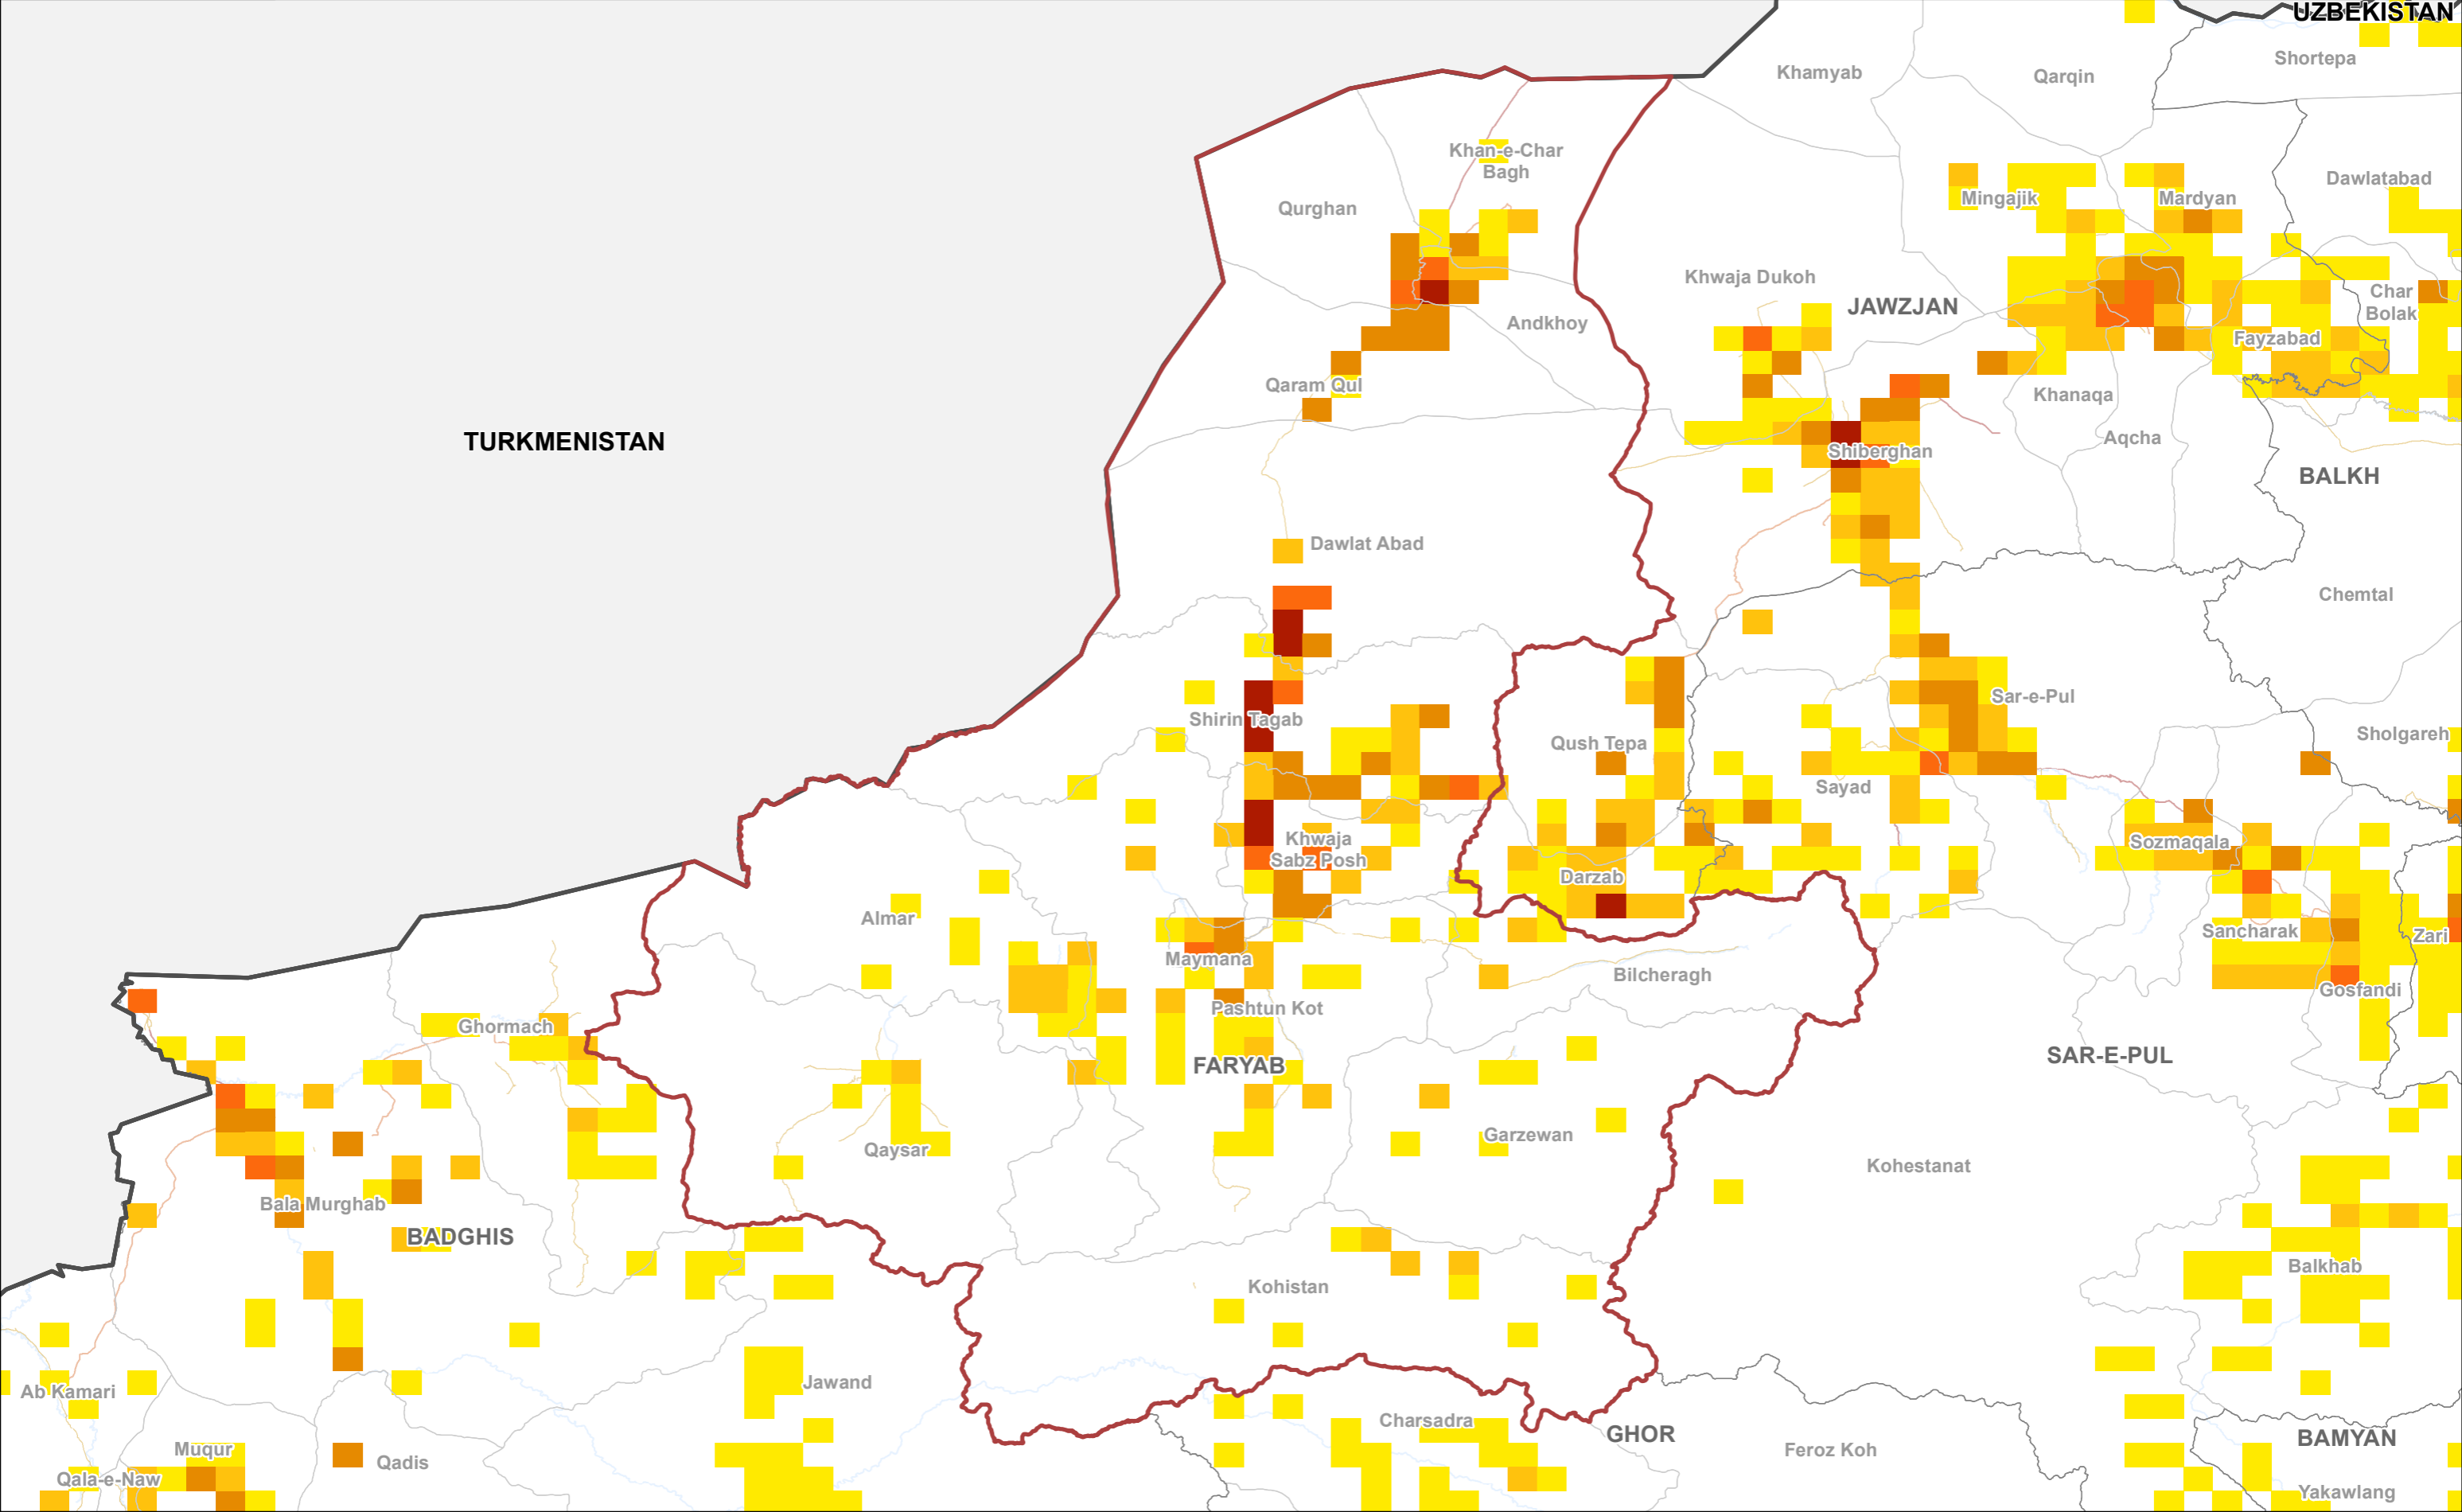 UZBEKISTAN
Shortepa
Khamyab
Qarqin
Khan-e-Char
Bagh
Dawlatabad
Mingajik
Mardyan
Qurghan
Khwaja Dukoh
Char
Bolak
JAWZJAN
Andkhoy
Fayzabad
Qaram Qul
Khanaqa
TURKMENISTAN
Aqcha
Shiberghan
BALKH
Dawlat Abad
Chemtal
Sar-e-Pul
Shirin Tagab
Sholgareh
Qush Tepa
Sayad
Khwaja
Sabz Posh
Sozmaqala
Darzab
Almar
Sancharak
Zari
Maymana
Bilcheragh
Gosfandi
Pashtun Kot
Ghormach
SAR-E-PUL
FARYAB
Garzewan
Qaysar
Kohestanat
Bala Murghab
BADGHIS
Balkhab
Kohistan
Jawand
Ab Kamari
Charsadra
GHOR
BAMYAN
Muqur
Feroz Koh
Qadis
Qala-e-Naw
Yakawlang